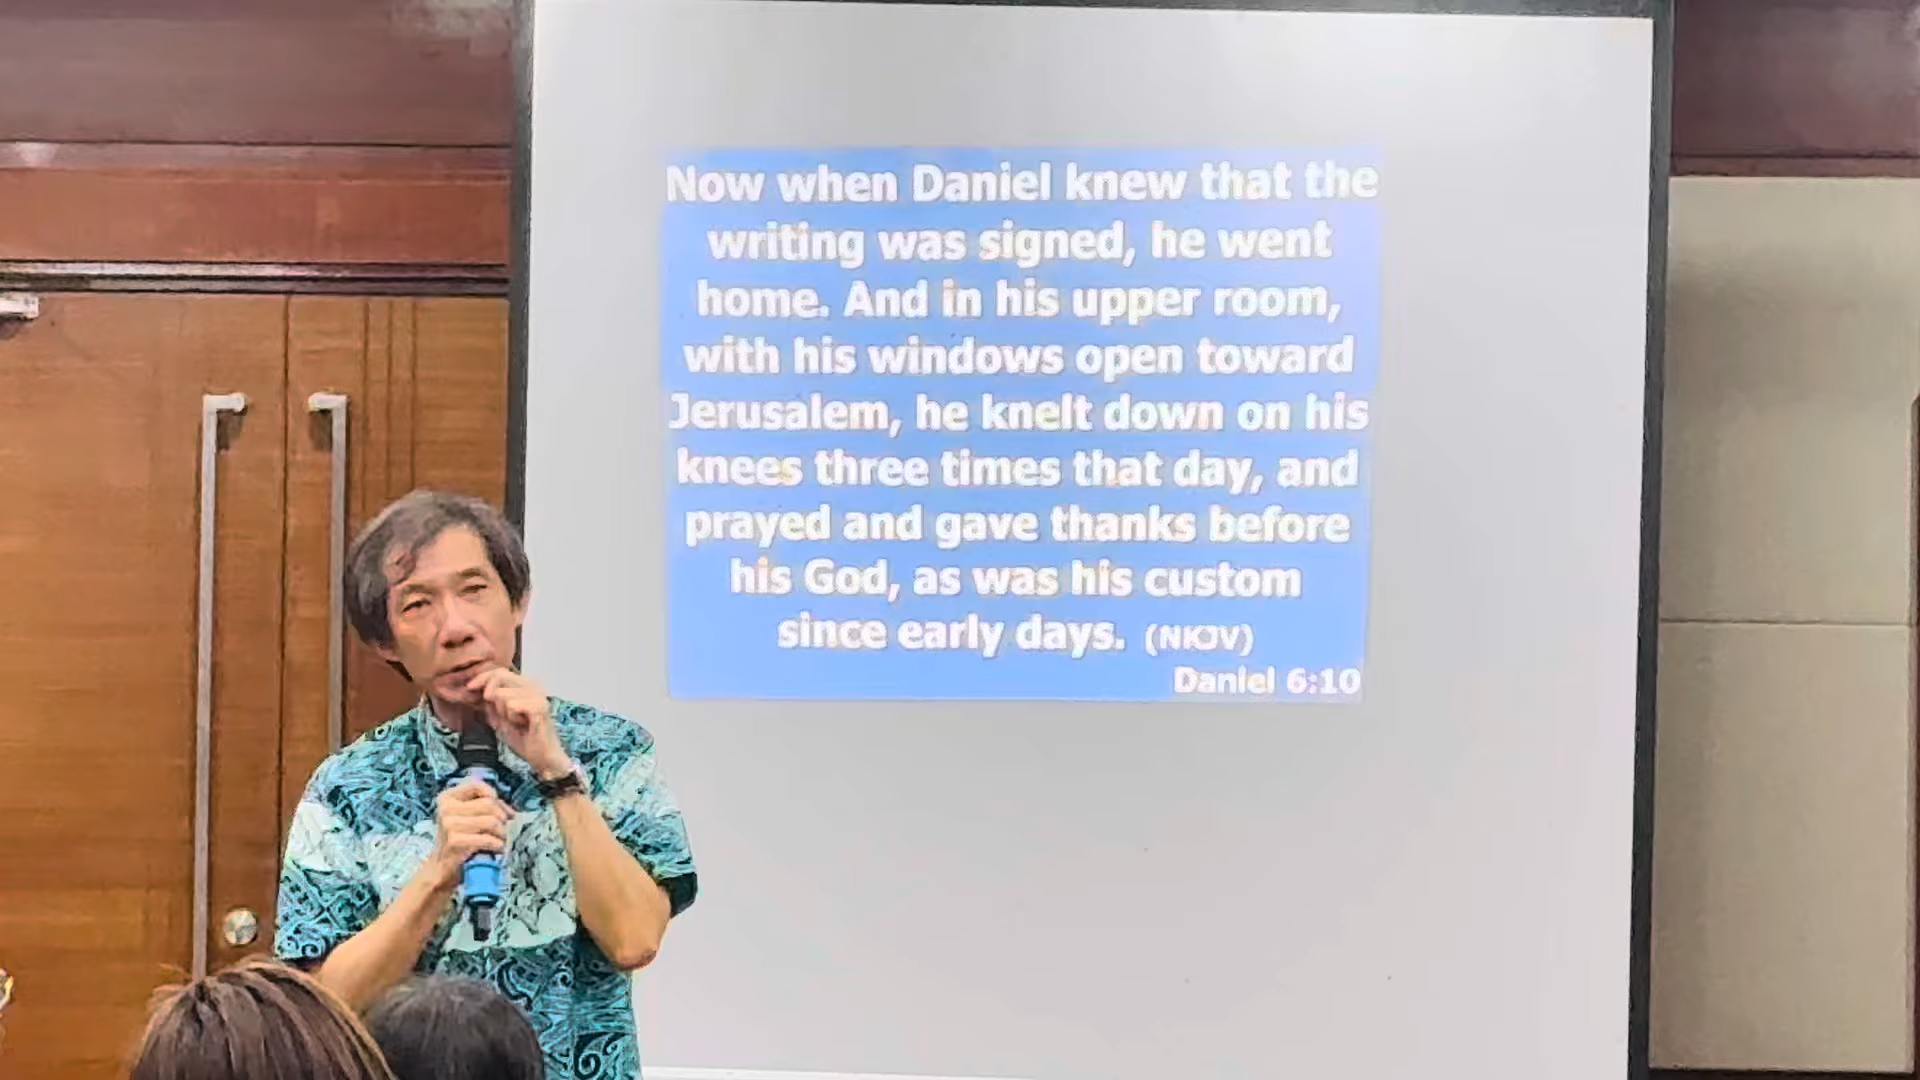 Now when Daniel knew that the
writing was signed, he went
home. And in his upper room,
with his windows open toward
Jerusalem, he knelt down on his
knees three times that day, and
prayed and gave thanks before
his God, as was his custom
since early days. (NKJV)
Daniel 6:10